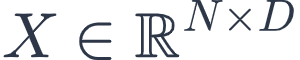 X ∈ ℝ^{N×D}